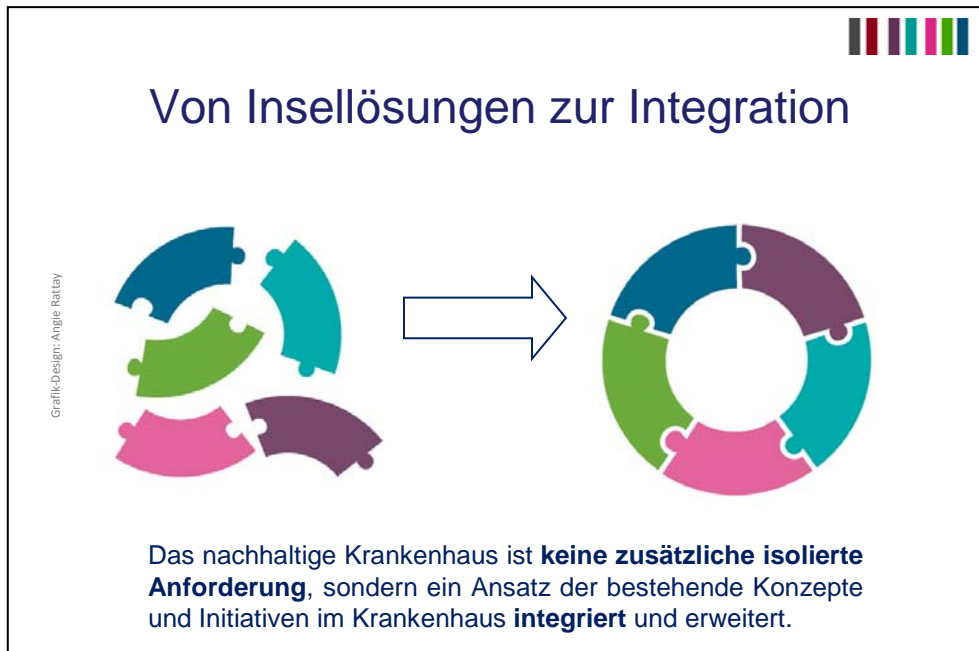 Von Insellösungen zur Integration
Grafik-Design: Angie Rattay
Das nachhaltige Krankenhaus ist keine zusätzliche isolierte
Anforderung, sondern ein Ansatz der bestehende Konzepte
und Initiativen im Krankenhaus integriert und erweitert.